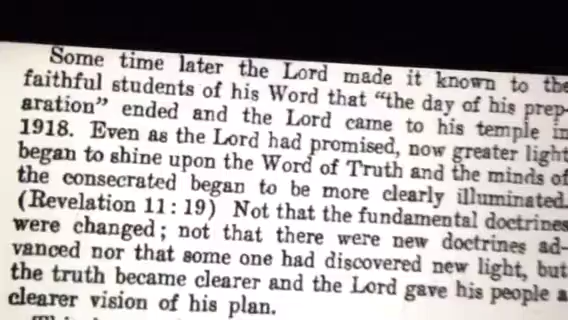 Some time later the Lord made it known to the
faithful students of his Word that “the day of his prep-
aration” ended and the Lord came to his temple in
1918. Even as the Lord had promised, now greater light
began to shine upon the Word of Truth and the minds of
the consecrated began to be more clearly illuminated.
(Revelation 11:19) Not that the fundamental doctrines
were changed; not that there were new doctrines ad-
vanced nor that some one had discovered new light, but
the truth became clearer and the Lord gave his people a
clearer vision of his plan.